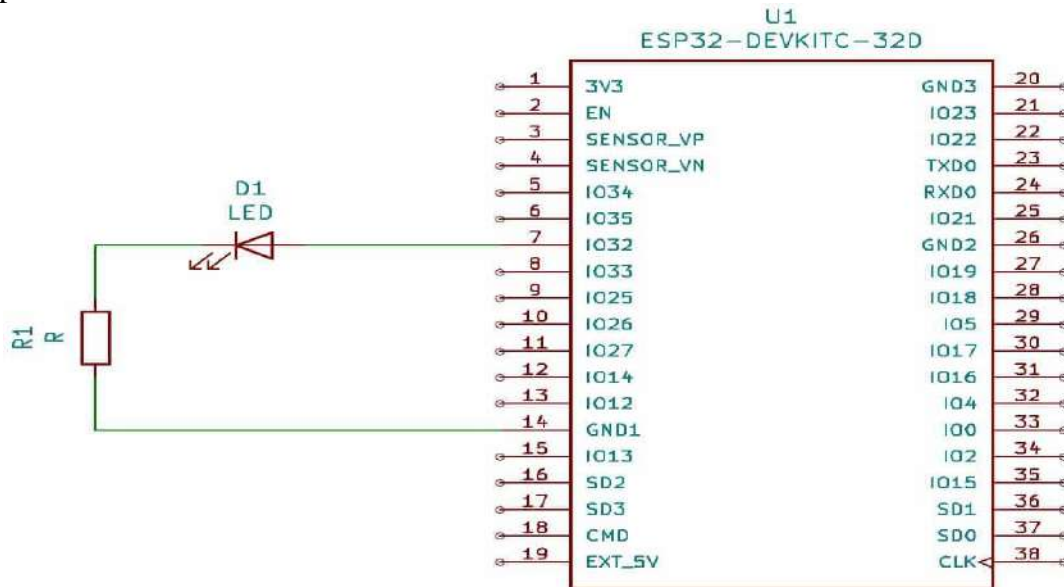 U1
ESP32-DEVKITC-32D
1 3V3 GND3 20
2 EN IO23 21
3 SENSOR_VP IO22 22
4 SENSOR_VN TXD0 23
5 IO34 RXD0 24
6 IO35 IO21 25
7 IO32 GND2 26
8 IO33 IO19 27
9 IO25 IO18 28
10 IO26 IO5 29
11 IO27 IO17 30
12 IO14 IO16 31
13 IO12 IO4 32
14 GND1 IO0 33
15 IO13 IO2 34
16 SD2 IO15 35
17 SD3 SD1 36
18 CMD SD0 37
19 EXT_5V CLK 38
D1
LED
R1
R